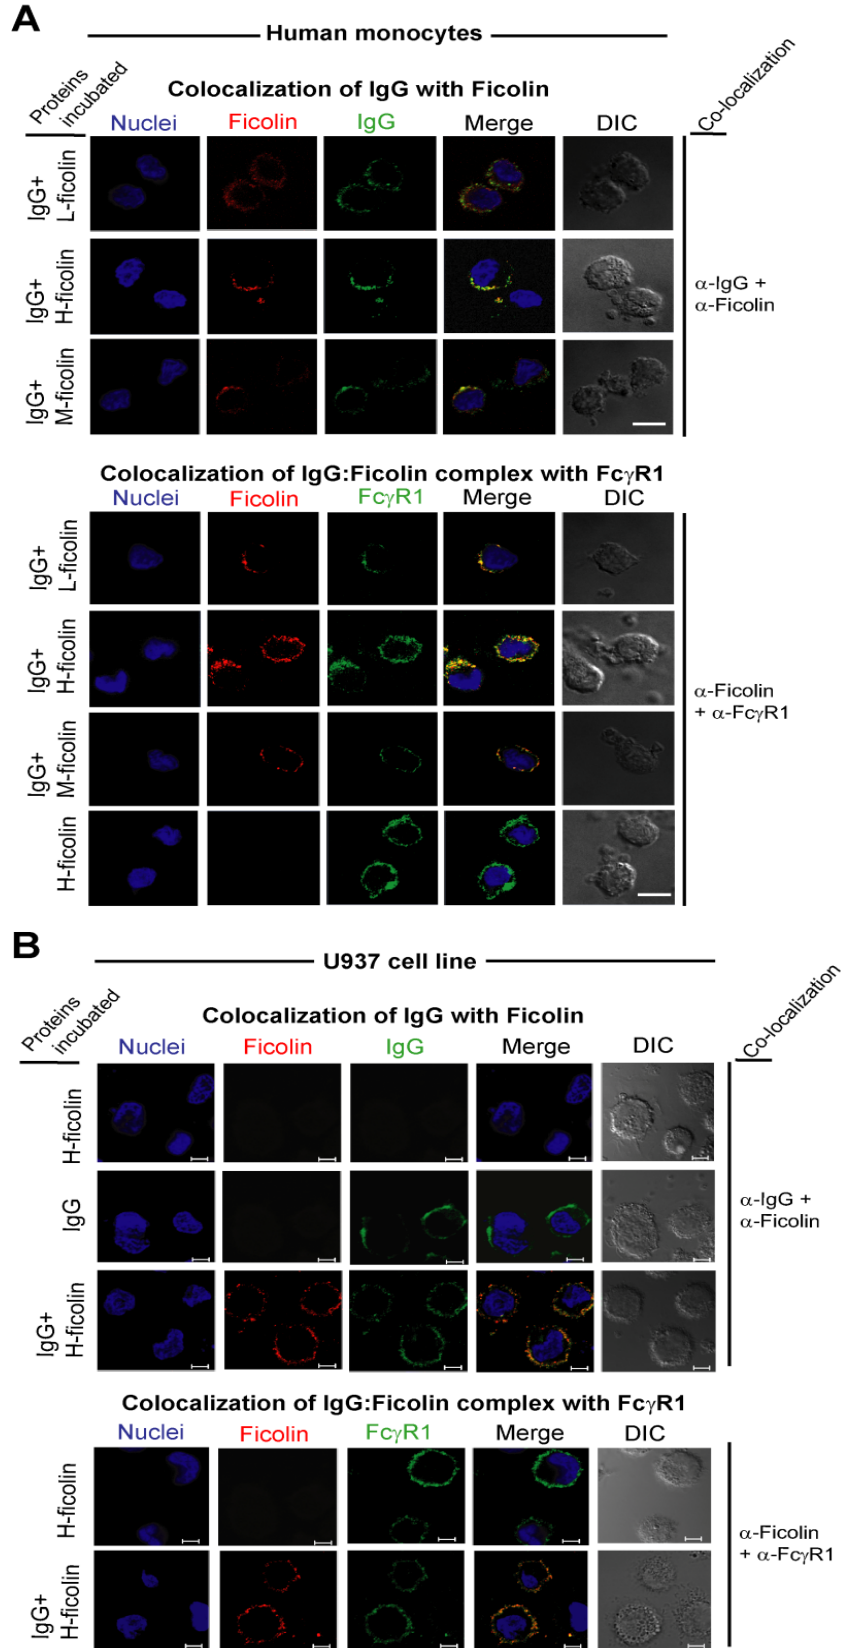 A
Human monocytes
Proteins
incubated
Colocalization of IgG with Ficolin
Co-localization
Nuclei Ficolin IgG Merge DIC
IgG+
L-ficolin
IgG+
H-ficolin
α-IgG +
α-Ficolin
IgG+
M-ficolin
Colocalization of IgG:Ficolin complex with FcγR1
Nuclei Ficolin FcγR1 Merge DIC
IgG+
L-ficolin
IgG+
H-ficolin
α-Ficolin
+ α-FcγR1
IgG+
M-ficolin
H-ficolin
B
U937 cell line
Proteins
incubated
Colocalization of IgG with Ficolin
Co-localization
Nuclei Ficolin IgG Merge DIC
H-ficolin
IgG
α-IgG +
α-Ficolin
IgG+
H-ficolin
Colocalization of IgG:Ficolin complex with FcγR1
Nuclei Ficolin FcγR1 Merge DIC
H-ficolin
α-Ficolin
+ α-FcγR1
IgG+
H-ficolin